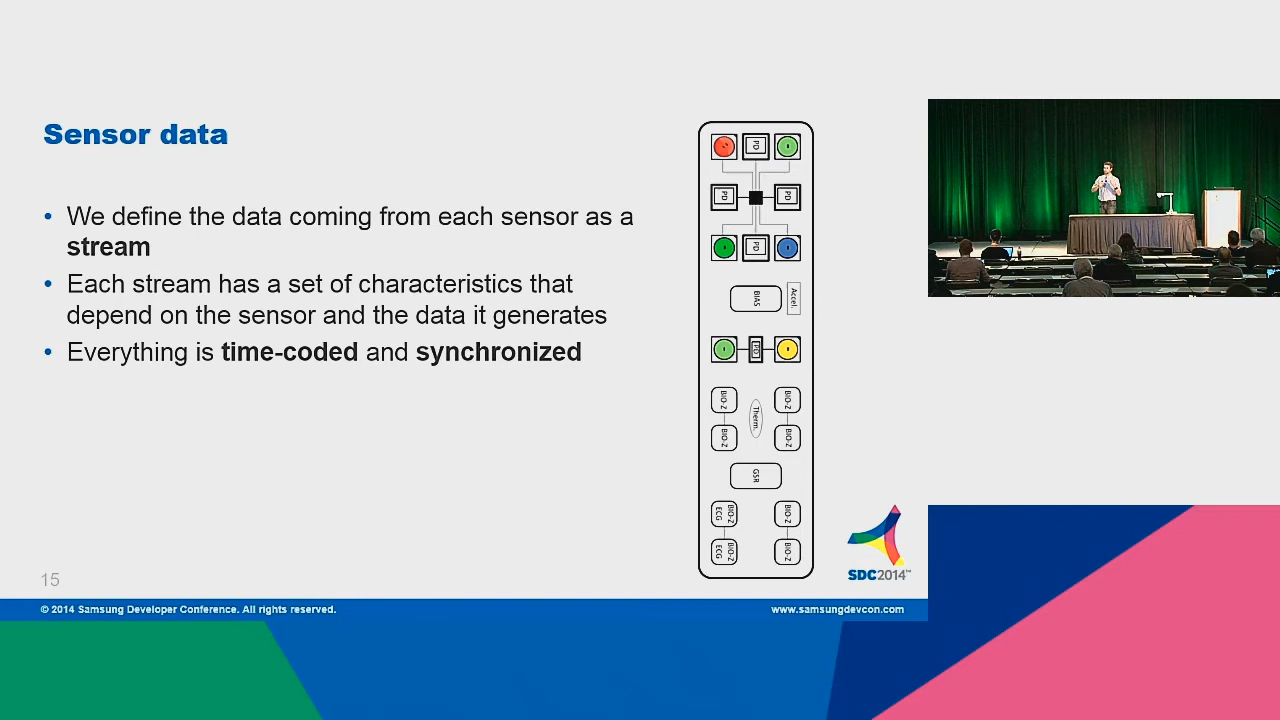 Sensor data
• We define the data coming from each sensor as a
stream
• Each stream has a set of characteristics that
depend on the sensor and the data it generates
• Everything is time-coded and synchronized
PD
PD
PD
PD
BIAS
Accel
PD
BIO-Z
BIO-Z
Therm.
BIO-Z
BIO-Z
GSR
BIO-Z
ECG
BIO-Z
BIO-Z
ECG
BIO-Z
SDC2014™
15
© 2014 Samsung Developer Conference. All rights reserved.
www.samsungdevcon.com